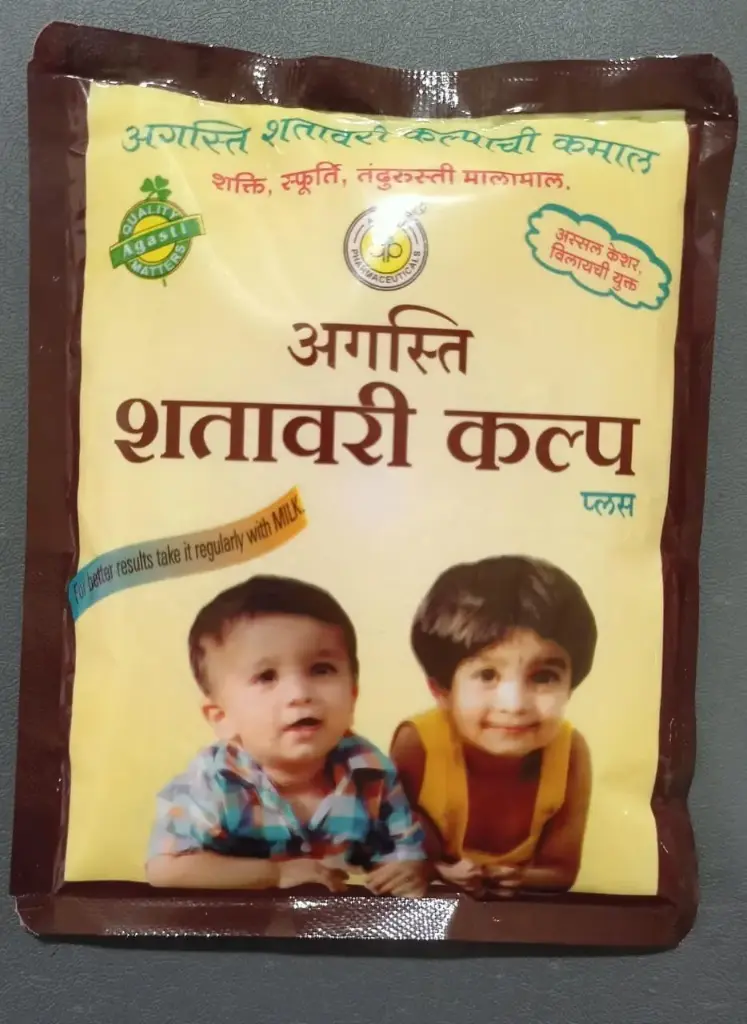 अगस्ति शतावरी कल्पाची कमाल
शक्ति, स्फूर्ति, तंदुरुस्ती मालामाल.
QUALITY
Agasti
MATTERS
PHARMACEUTICALS
अस्सल केशर,
विलायची युक्त
अगस्ति
शतावरी कल्प
प्लस
For better results take it regularly with MILK.